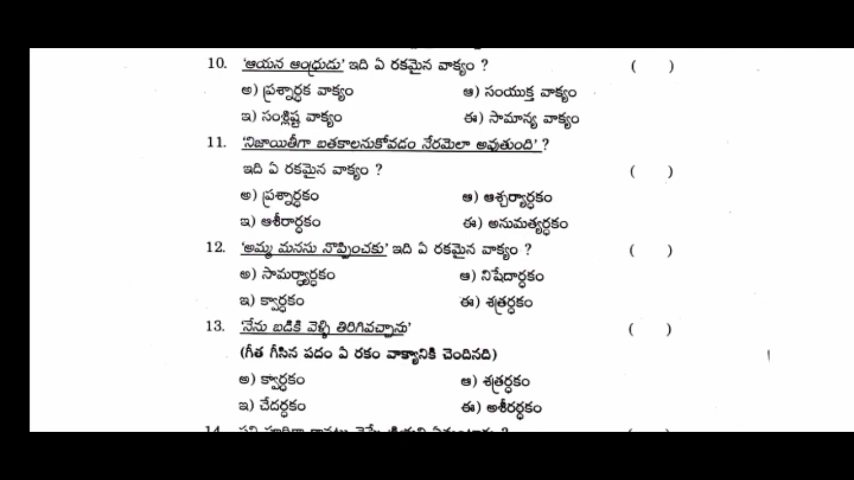 10. 'ఆయన ఆంధ్రుడు' ఇది ఏ రకమైన వాక్యం ? ( )
అ) ప్రశ్నార్థక వాక్యం ఆ) సంయుక్త వాక్యం
ఇ) సంశ్లిష్ట వాక్యం ఈ) సామాన్య వాక్యం
11. 'నిజాయితీగా బతకాలనుకోవడం నేరమెలా అవుతుంది' ?
ఇది ఏ రకమైన వాక్యం ? ( )
అ) ప్రశ్నార్థకం ఆ) ఆశ్చర్యార్థకం
ఇ) ఆశీరార్థకం ఈ) అనుమత్యర్థకం
12. 'అమ్మ మనసు నొప్పించకు' ఇది ఏ రకమైన వాక్యం ? ( )
అ) సామర్థ్యార్థకం ఆ) నిషేదార్థకం
ఇ) క్వార్థకం ఈ) శత్రర్థకం
13. 'నేను బడికి వెళ్ళి తిరిగివచ్చాను' ( )
(గీత గీసిన పదం ఏ రకం వాక్యానికి చెందినది)
అ) క్వార్థకం ఆ) శత్రర్థకం
ఇ) చేదర్థకం ఈ) అశీరర్థకం
14.